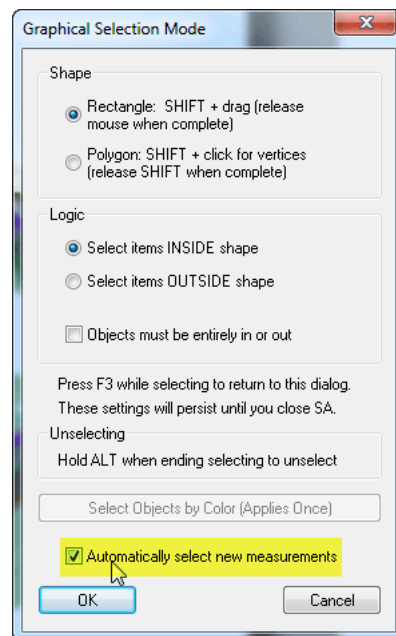 Graphical Selection Mode
Shape
Rectangle: SHIFT + drag (release
mouse when complete)
Polygon: SHIFT + click for vertices
(release SHIFT when complete)
Logic
Select items INSIDE shape
Select items OUTSIDE shape
Objects must be entirely in or out
Press F3 while selecting to return to this dialog.
These settings will persist until you close SA.
Unselecting
Hold ALT when ending selecting to unselect
Select Objects by Color (Applies Once)
Automatically select new measurements
OK Cancel